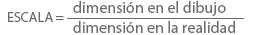 ESCALA = dimensión en el dibujo
dimensión en la realidad